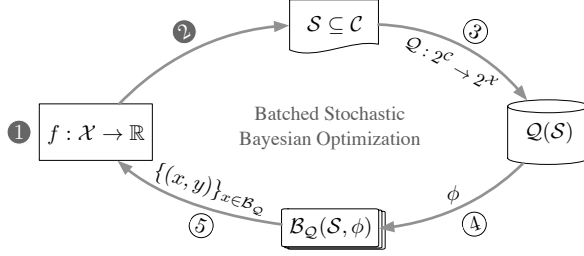 ❷
𝒮 ⊆ 𝒞
③
𝒬 : 2^𝒞 → 2^𝒳
❶
f : 𝒳 → ℝ
Batched Stochastic
Bayesian Optimization
𝒬(𝒮)
{(x, y)}_{x∈ℬ_𝒬}
ϕ
⑤
ℬ_𝒬(𝒮, ϕ)
④